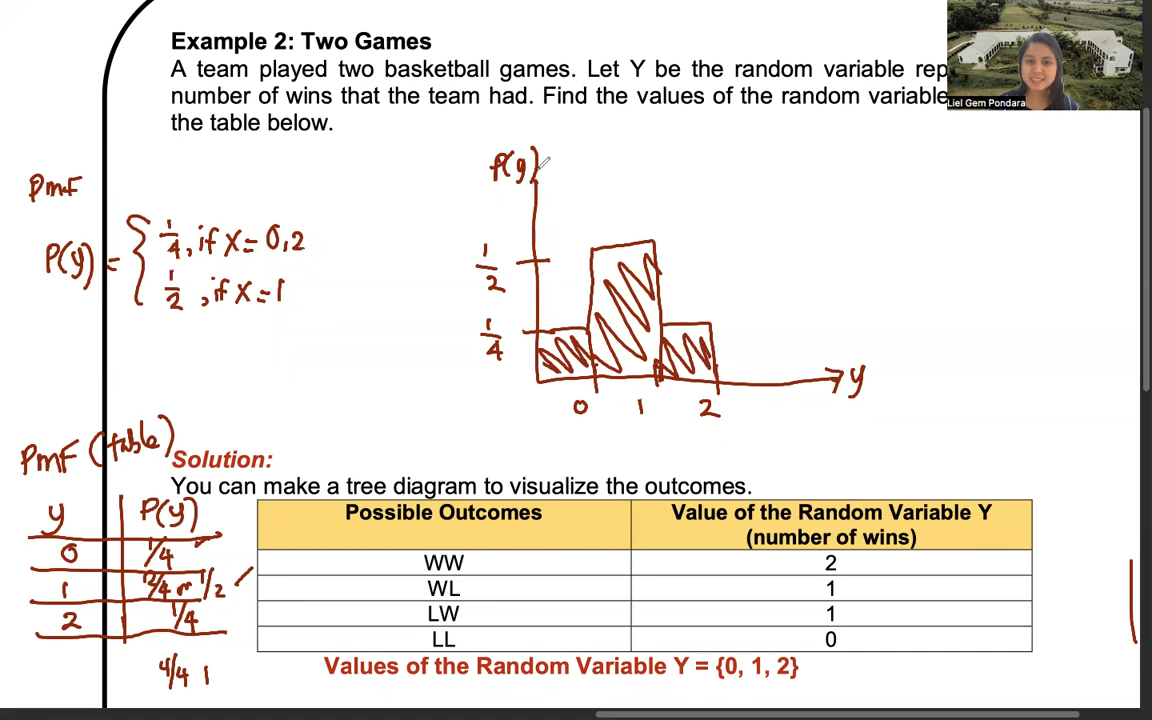 Example 2: Two Games
A team played two basketball games. Let Y be the random variable rep
number of wins that the team had. Find the values of the random variable
the table below.
Liel Gem Pondara
PmF
P(y) = { 1/4, if X = 0,2
1/2, if X = 1
P(y)
1/2
1/4
0 1 2
y
PmF (table)
y P(y)
0 1/4
1 2/4 or 1/2
2 1/4
4/4 1
Solution:
You can make a tree diagram to visualize the outcomes.
Possible Outcomes Value of the Random Variable Y
(number of wins)
WW 2
WL 1
LW 1
LL 0
Values of the Random Variable Y = {0, 1, 2}